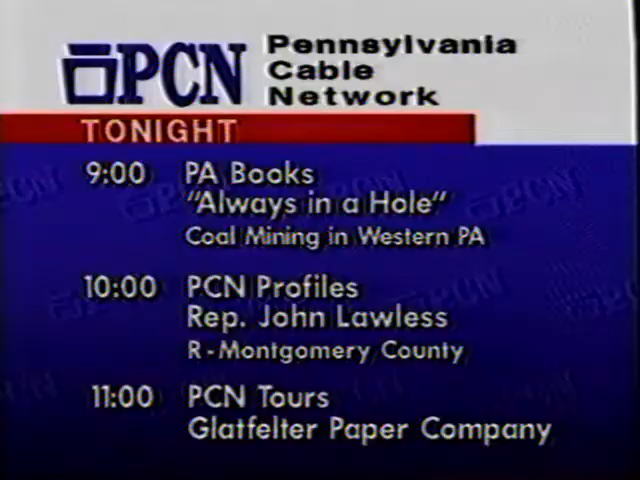 PCN Pennsylvania
Cable
Network
TONIGHT
9:00 PA Books
"Always in a Hole"
Coal Mining in Western PA
10:00 PCN Profiles
Rep. John Lawless
R-Montgomery County
11:00 PCN Tours
Glatfelter Paper Company